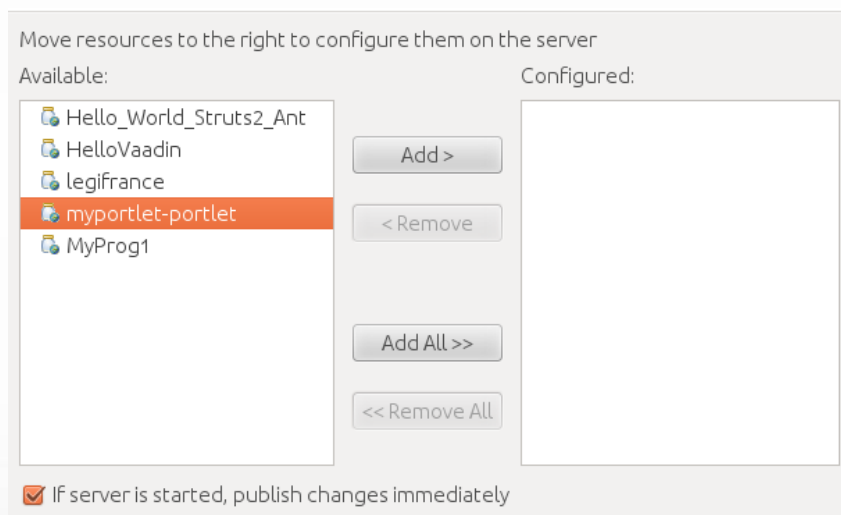 Move resources to the right to configure them on the server
Available:
Configured:
Hello_World_Struts2_Ant
HelloVaadin
legifrance
myportlet-portlet
MyProg1
Add >
< Remove
Add All >>
<< Remove All
If server is started, publish changes immediately